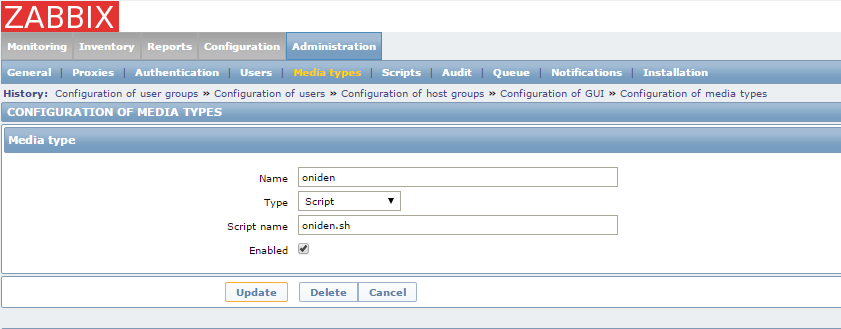 ZABBIX
Monitoring Inventory Reports Configuration Administration
General | Proxies | Authentication | Users | Media types | Scripts | Audit | Queue | Notifications | Installation
History: Configuration of user groups » Configuration of users » Configuration of host groups » Configuration of GUI » Configuration of media types
CONFIGURATION OF MEDIA TYPES
Media type
Name oniden
Type Script
Script name oniden.sh
Enabled
Update Delete Cancel